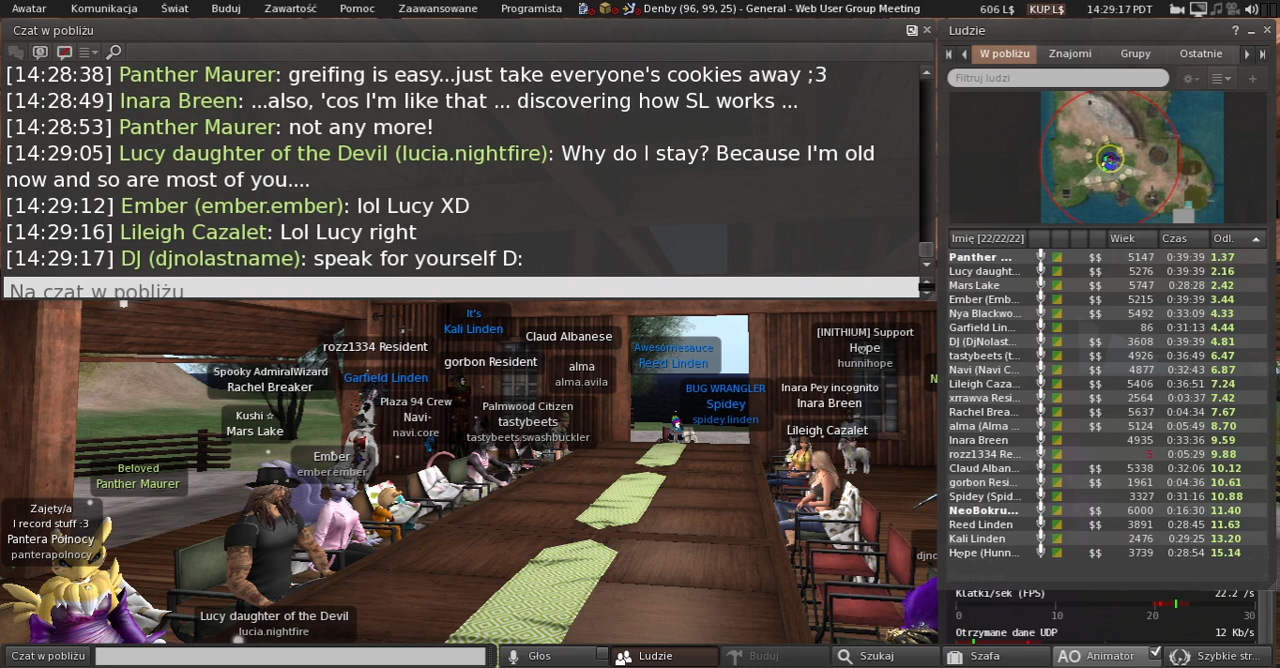 Avatar Komunikacja Świat Buduj Zawartość Pomoc Zaawansowane Programista Denby (96, 99, 25) - General - Web User Group Meeting 606 L$ KUP L$ 14:29:17 PDT
Czat w pobliżu
[14:28:38] Panther Maurer: greifing is easy...just take everyone's cookies away ;3
[14:28:49] Inara Breen: ...also, 'cos I'm like that ... discovering how SL works ...
[14:28:53] Panther Maurer: not any more!
[14:29:05] Lucy daughter of the Devil (lucia.nightfire): Why do I stay? Because I'm old
now and so are most of you....
[14:29:12] Ember (ember.ember): lol Lucy XD
[14:29:16] Lileigh Cazalet: Lol Lucy right
[14:29:17] DJ (djnolastname): speak for yourself D:
Na czat w pobliżu
It's
Kali Linden
Claud Albanese
rozz1334 Resident
gorbon Resident
Awesomesauce
Reed Linden
[INITHIUM] Support
Hope
hunnihope
Spooky AdmiralWizard
Rachel Breaker
Garfield Linden
alma
alma.avila
BUG WRANGLER
Spidey
spidey.linden
Inara Pey incognito
Inara Breen
N
Kushi ☆
Mars Lake
Plaza 94 Crew
Navi
navi.core
Palmwood Citizen
tastybeets
tastybeets.swashbuckler
Lileigh Cazalet
Ember
ember.ember
Beloved
Panther Maurer
Zajęty/a
I record stuff :3
Pantera Północy
panterapolnocy
djno
Lucy daughter of the Devil
lucia.nightfire
Ludzie
? _ ×
W pobliżu Znajomi Grupy Ostatnie
Filtruj ludzi
Imię [22/22/22] Wiek Czas Odl.
Panther ... $$ 5147 0:39:39 1.37
Lucy daught... $$ 5276 0:39:39 2.16
Mars Lake $$ 5747 0:28:28 2.42
Ember (Emb... $$ 5215 0:39:39 3.44
Nya Blackwo... $$ 5492 0:33:09 4.33
Garfield Lin... 86 0:31:13 4.44
DJ (DjNolast... $$ 3608 0:39:39 4.81
tastybeets (t... $$ 4926 0:36:49 6.47
Navi (Navi C... $$ 4877 0:32:43 6.87
Lileigh Caza... $$ 5406 0:36:51 7.24
xrrawva Resi... $$ 2564 0:03:37 7.42
Rachel Brea... $$ 5637 0:04:34 7.67
alma (Alma ... $$ 5124 0:05:49 8.70
Inara Breen 4935 0:33:36 9.59
rozz1334 Re... 5 0:05:29 9.88
Claud Alban... $$ 5338 0:32:06 10.12
gorbon Resi... $$ 1961 0:04:36 10.61
Spidey (Spid... $$ 3327 0:31:16 10.88
NeoBokru... $$ 6000 0:16:30 11.40
Reed Linden $$ 3891 0:28:45 11.63
Kali Linden 2476 0:29:25 13.20
Hope (Hunn... $$ 3739 0:28:54 15.14
Klatki/sek (FPS) 22.2 /s
0 10 20 30
Otrzymane dane UDP 12 Kb/s
Czat w pobliżu Głos Ludzie Buduj Szukaj Szafa AO Animator Szybkie str...